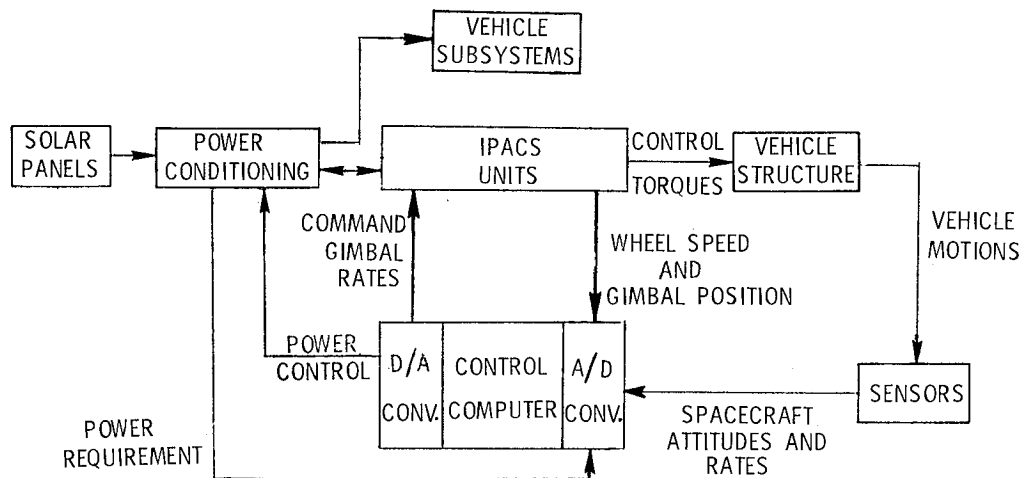 VEHICLE
SUBSYSTEMS
SOLAR
PANELS
POWER
CONDITIONING
IPACS
UNITS
CONTROL
TORQUES
VEHICLE
STRUCTURE
COMMAND
GIMBAL
RATES
WHEEL SPEED
AND
GIMBAL POSITION
VEHICLE
MOTIONS
POWER
CONTROL
D/A
CONV.
CONTROL
COMPUTER
A/D
CONV.
SENSORS
SPACECRAFT
ATTITUDES AND
RATES
POWER
REQUIREMENT